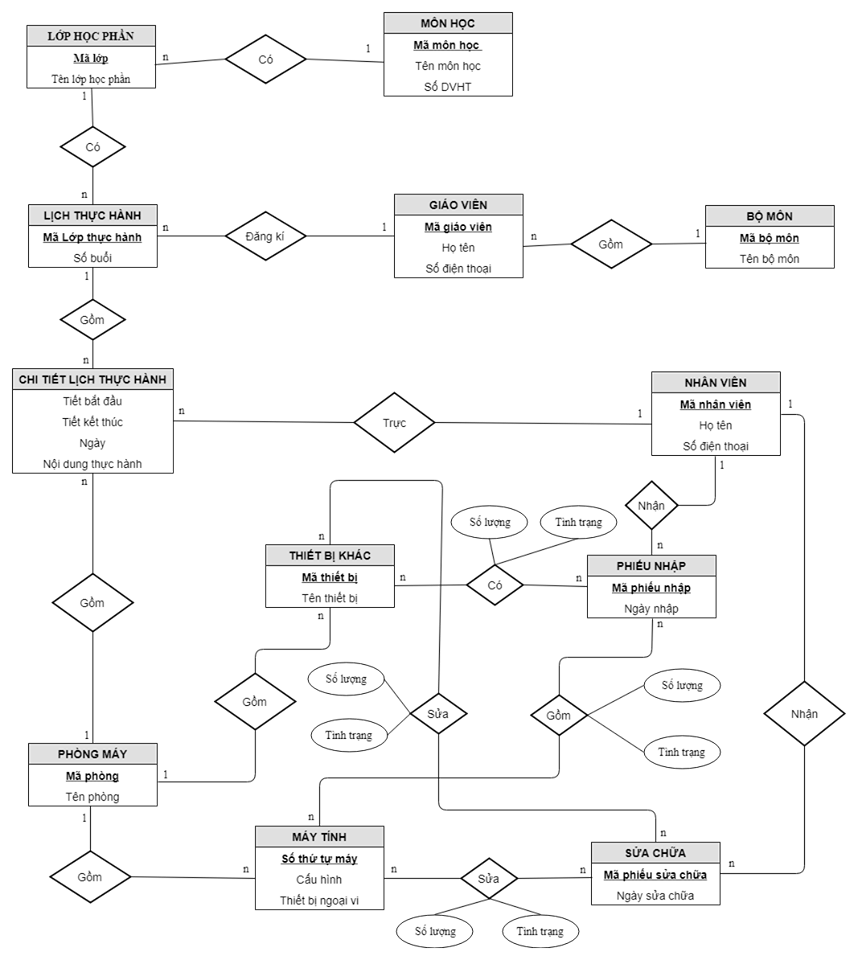 LỚP HỌC PHẦN
Mã lớp
Tên lớp học phần
n
Có
1
MÔN HỌC
Mã môn học
Tên môn học
Số DVHT
1
Có
n
LỊCH THỰC HÀNH
Mã Lớp thực hành
Số buổi
n
Đăng kí
1
GIÁO VIÊN
Mã giáo viên
Họ tên
Số điện thoại
n
Gồm
1
BỘ MÔN
Mã bộ môn
Tên bộ môn
1
Gồm
n
CHI TIẾT LỊCH THỰC HÀNH
Tiết bắt đầu
Tiết kết thúc
Ngày
Nội dung thực hành
n
Trực
1
NHÂN VIÊN
Mã nhân viên
Họ tên
Số điện thoại
1
1
n
Nhận
n
Số lượng
Tình trạng
n
THIẾT BỊ KHÁC
Mã thiết bị
Tên thiết bị
n
Có
n
PHIẾU NHẬP
Mã phiếu nhập
Ngày nhập
Gồm
n
n
Gồm
Số lượng
Tình trạng
Sửa
Gồm
Số lượng
Tình trạng
Nhận
1
PHÒNG MÁY
Mã phòng
Tên phòng
1
1
Gồm
n
n
MÁY TÍNH
Số thứ tự máy
Cấu hình
Thiết bị ngoại vi
n
Sửa
n
n
SỬA CHỮA
Mã phiếu sửa chữa
Ngày sửa chữa
n
Số lượng
Tình trạng